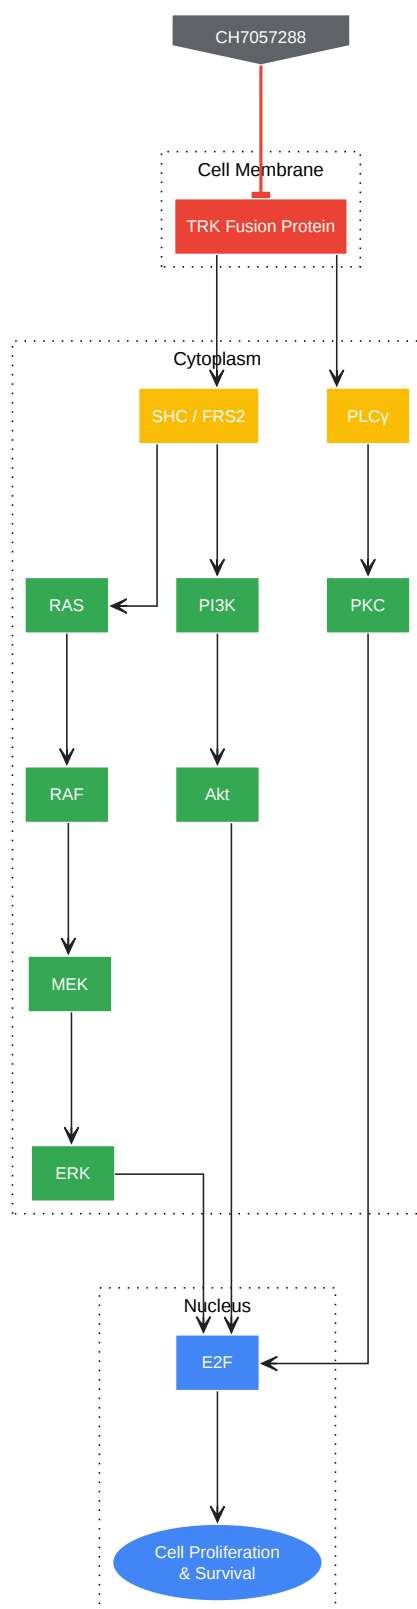 CH7057288
Cell Membrane
TRK Fusion Protein
Cytoplasm
SHC / FRS2
PLCγ
RAS
PI3K
PKC
RAF
Akt
MEK
ERK
Nucleus
E2F
Cell Proliferation
& Survival